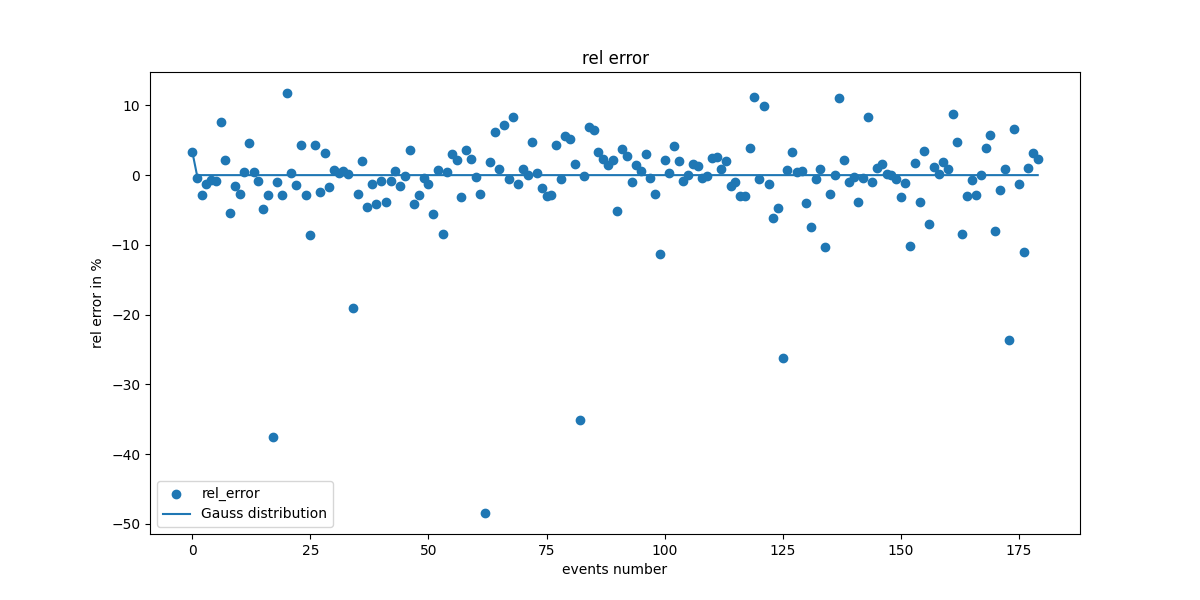 rel error
10
0
−10
−20
−30
−40
−50
rel error in %
rel_error
Gauss distribution
0 25 50 75 100 125 150 175
events number